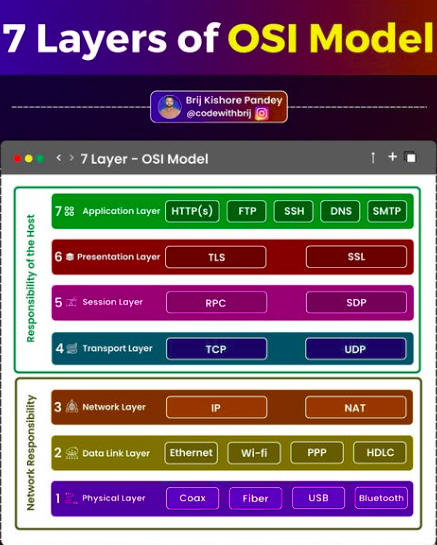 7 Layers of OSI Model
Brij Kishore Pandey
@codewithbrij
< > 7 Layer - OSI Model
Responsibility of the Host
7 Application Layer HTTP(s) FTP SSH DNS SMTP
6 Presentation Layer TLS SSL
5 Session Layer RPC SDP
4 Transport Layer TCP UDP
Network Responsibility
3 Network Layer IP NAT
2 Data Link Layer Ethernet Wi-fi PPP HDLC
1 Physical Layer Coax Fiber USB Bluetooth